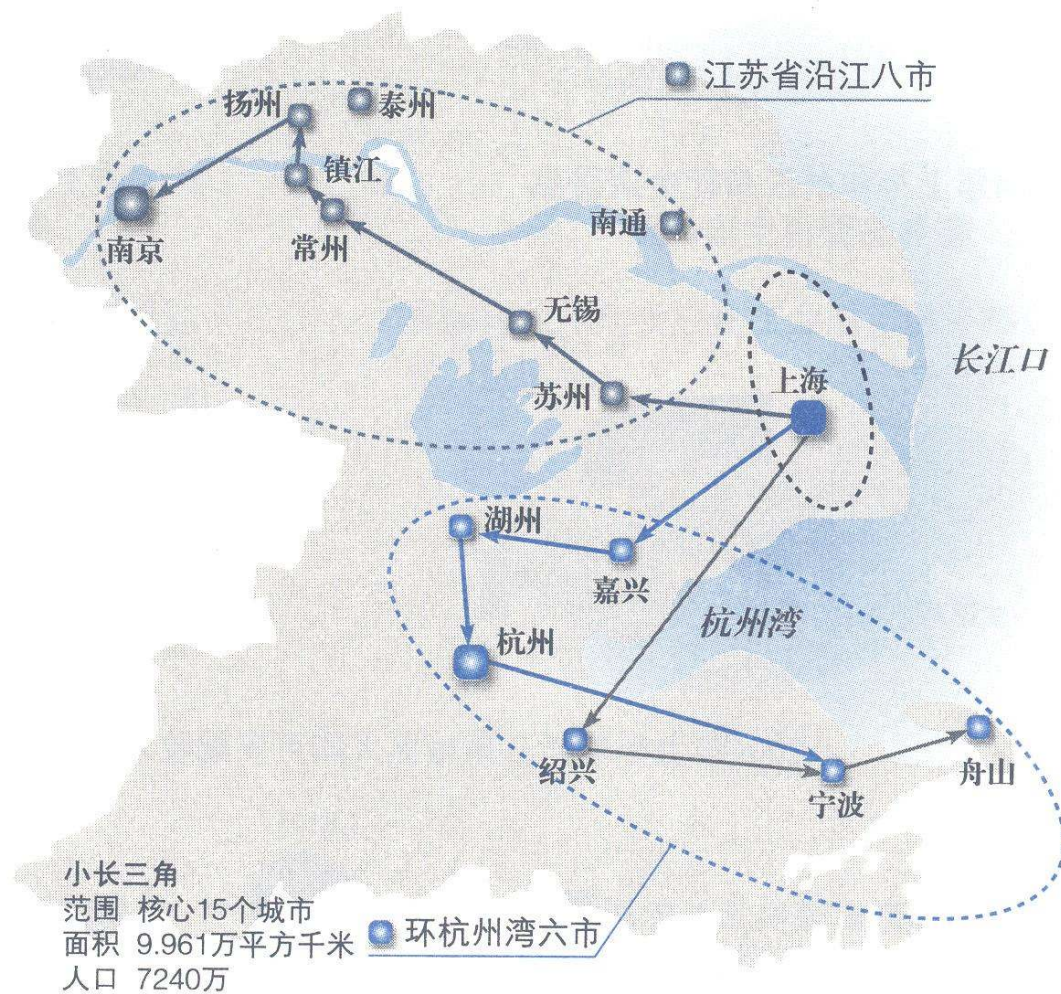 江苏省沿江八市
扬州
泰州
镇江
南京
常州
南通
无锡
长江口
上海
苏州
湖州
嘉兴
杭州湾
杭州
绍兴
舟山
宁波
小长三角
范围 核心15个城市
面积 9.961万平方千米
人口 7240万
环杭州湾六市